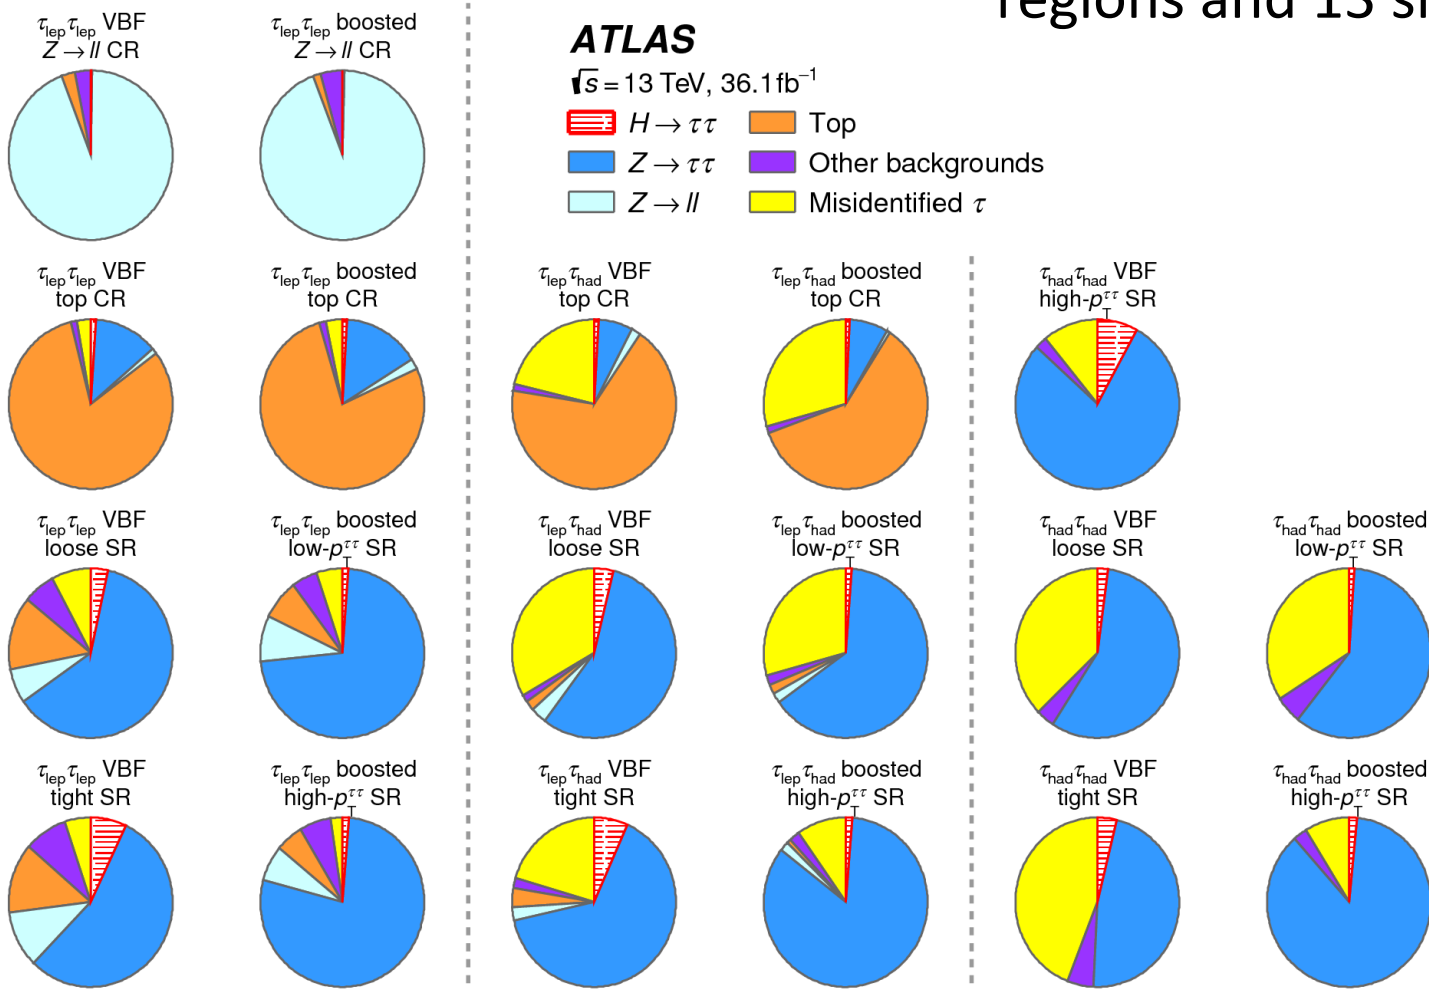 regions and 13 si
τlepτlep VBF
Z → ll CR
τlepτlep boosted
Z → ll CR
ATLAS
√s = 13 TeV, 36.1 fb⁻¹
H → ττ
Top
Z → ττ
Other backgrounds
Z → ll
Misidentified τ
τlepτlep VBF
top CR
τlepτlep boosted
top CR
τlepτhad VBF
top CR
τlepτhad boosted
top CR
τhadτhad VBF
high-pTττ SR
τlepτlep VBF
loose SR
τlepτlep boosted
low-pTττ SR
τlepτhad VBF
loose SR
τlepτhad boosted
low-pTττ SR
τhadτhad VBF
loose SR
τhadτhad boosted
low-pTττ SR
τlepτlep VBF
tight SR
τlepτlep boosted
high-pTττ SR
τlepτhad VBF
tight SR
τlepτhad boosted
high-pTττ SR
τhadτhad VBF
tight SR
τhadτhad boosted
high-pTττ SR